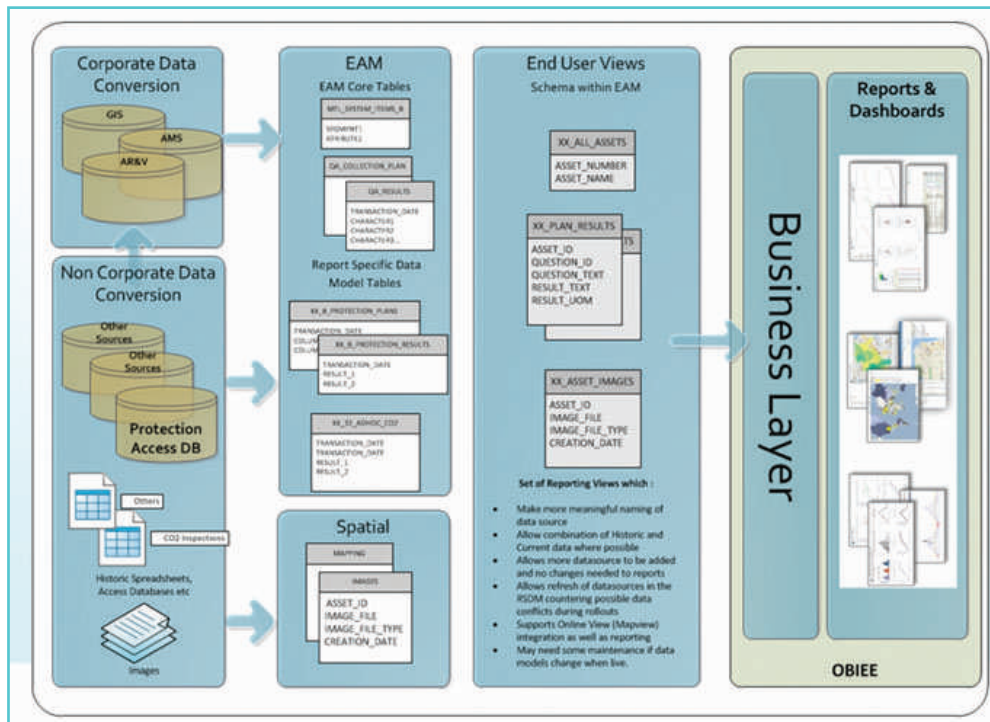 Corporate Data
Conversion
GIS
AMS
AR&V
Non Corporate Data
Conversion
Other
Sources
Other
Sources
Protection
Access DB
Others
CO2 Inspections
Historic Spreadsheets,
Access Databases etc
Images
EAM
EAM Core Tables
MTL_SYSTEM_ITEMS_B
SEGMENT1
ATTRIBUTE1
QA_COLLECTION_PLAN
QA_RESULTS
TRANSACTION_DATE
CHARACTER1
CHARACTER2
CHARACTER3...
Report Specific Data
Model Tables
XX_B_PROTECTION_PLANS
TRANSACTION_DATE
XX_B_PROTECTION_RESULTS
TRANSACTION_DATE
RESULT_1
RESULT_2
TRANSACTION_DATE
TRANSACTION_DATE
RESULT_1
RESULT_2
Spatial
MAPPING
IMAGES
ASSET_ID
IMAGE_FILE
IMAGE_FILE_TYPE
CREATION_DATE
End User Views
Schema within EAM
XX_ALL_ASSETS
ASSET_NUMBER
ASSET_NAME
XX_PLAN_RESULTS
ASSET_ID
QUESTION_ID
QUESTION_TEXT
RESULT_TEXT
RESULT_UOM
XX_ASSET_IMAGES
ASSET_ID
IMAGE_FILE
IMAGE_FILE_TYPE
CREATION_DATE
Set of Reporting Views which :
• Make more meaningful naming of
data source
• Allow combination of Historic and
Current data where possible
• Allows more datasource to be added
and no changes needed to reports
• Allows refresh of datasources in the
RSDM countering possible data
conflicts during rollouts
• Supports Online View (Mapview)
integration as well as reporting
• May need some maintenance if data
models change when live.
Business Layer
Reports &
Dashboards
OBIEE